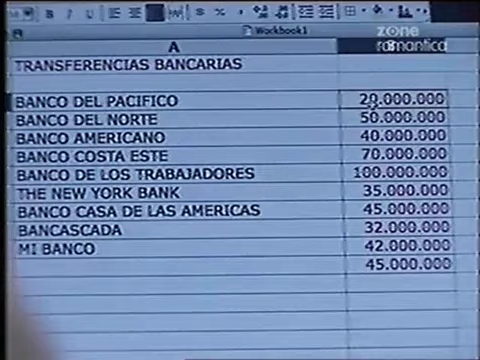 B I U
$ % ,
Workbook1
zone
romantica
A
TRANSFERENCIAS BANCARIAS
BANCO DEL PACIFICO 20.000.000
BANCO DEL NORTE 50.000.000
BANCO AMERICANO 40.000.000
BANCO COSTA ESTE 70.000.000
BANCO DE LOS TRABAJADORES 100.000.000
THE NEW YORK BANK 35.000.000
BANCO CASA DE LAS AMERICAS 45.000.000
BANCASCADA 32.000.000
MI BANCO 42.000.000
45.000.000